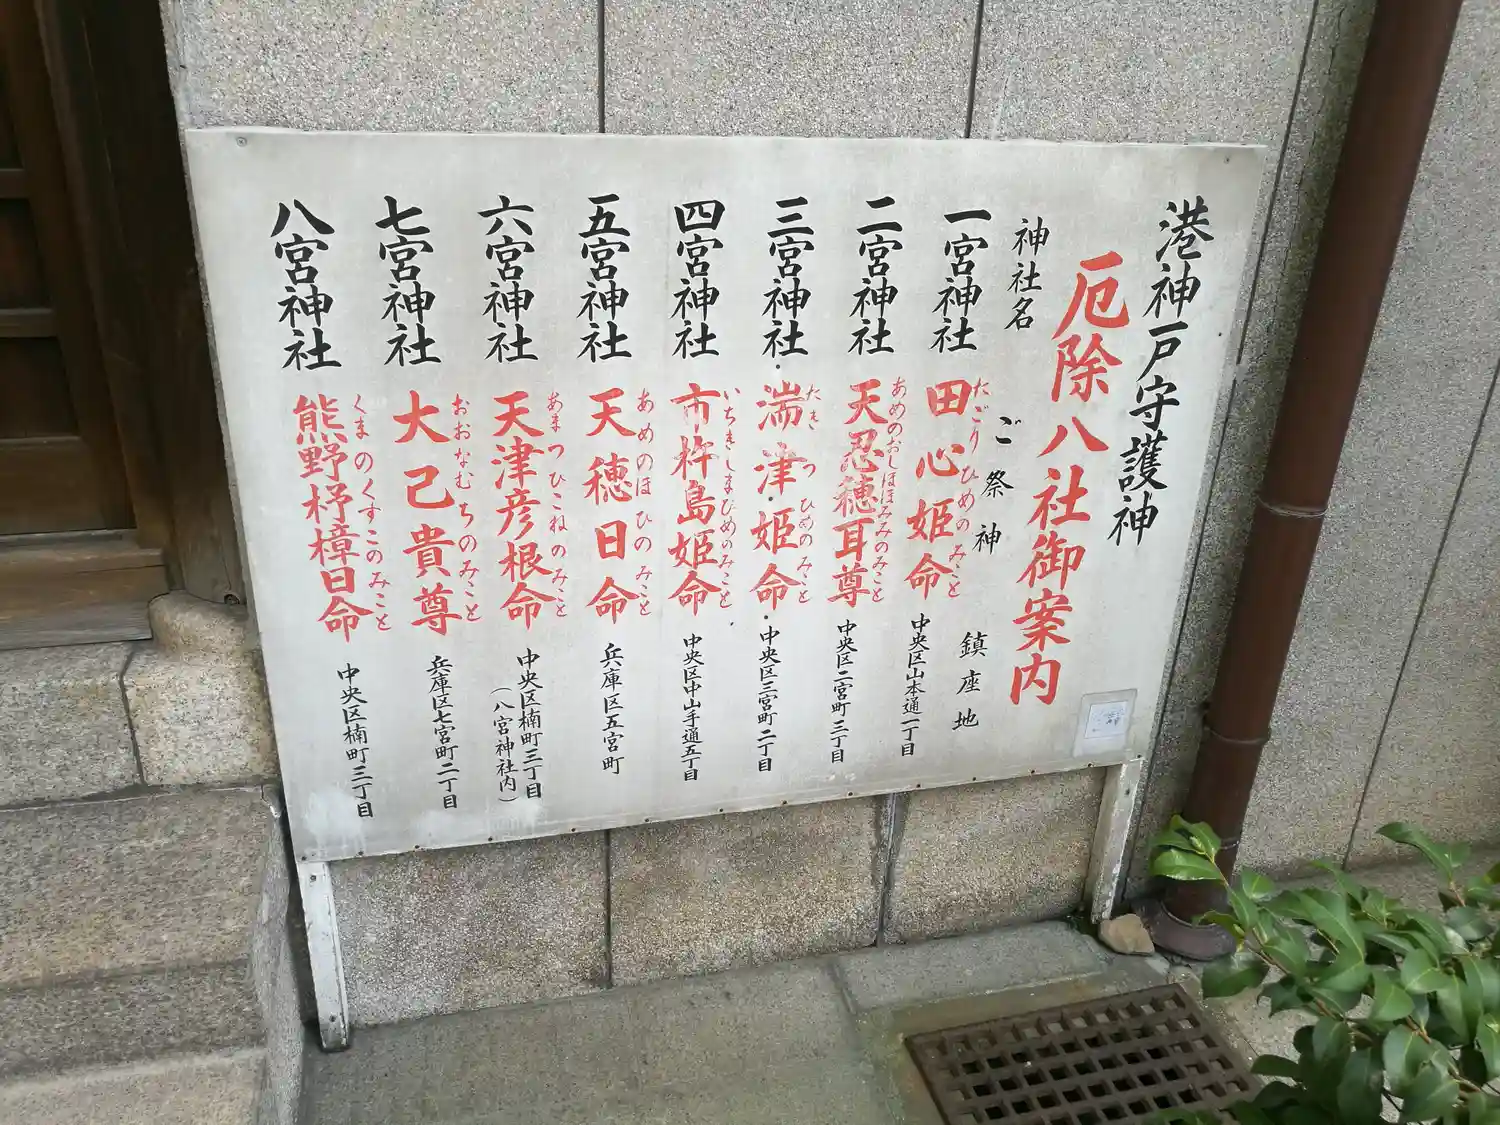 港神戸守護神
厄除八社御案内
神社名 ご祭神 鎮座地
一宮神社 田心姫命 中央区山本通一丁目
たごりひめのみこと
二宮神社 天忍穂耳尊 中央区二宮町三丁目
あめのおしほほみみのみこと
三宮神社 湍津姫命 中央区三宮町二丁目
たきつひめのみこと
四宮神社 市杵島姫命 中央区中山手通五丁目
いちきしまひめのみこと
五宮神社 天穂日命 兵庫区五宮町
あめのほひのみこと
六宮神社 天津彦根命 中央区楠町三丁目
あまつひこねのみこと
(八宮神社内)
七宮神社 大己貴尊 兵庫区七宮町二丁目
おおなむちのみこと
八宮神社 熊野杼樟日命 中央区楠町三丁目
くまのくすこのみこと